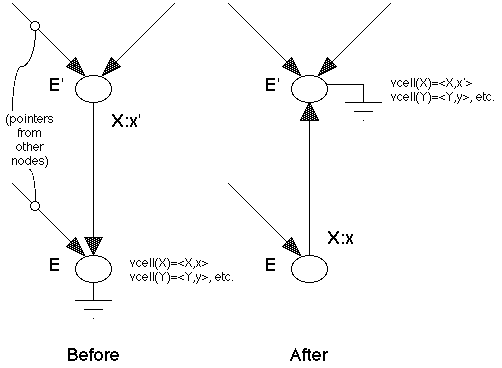 E'
X:x'
(pointers
from
other
nodes)
E
vcell(X)=<X,x>
vcell(Y)=<Y,y>, etc.
Before
E'
vcell(X)=<X,x'>
vcell(Y)=<Y,y>, etc.
X:x
E
After